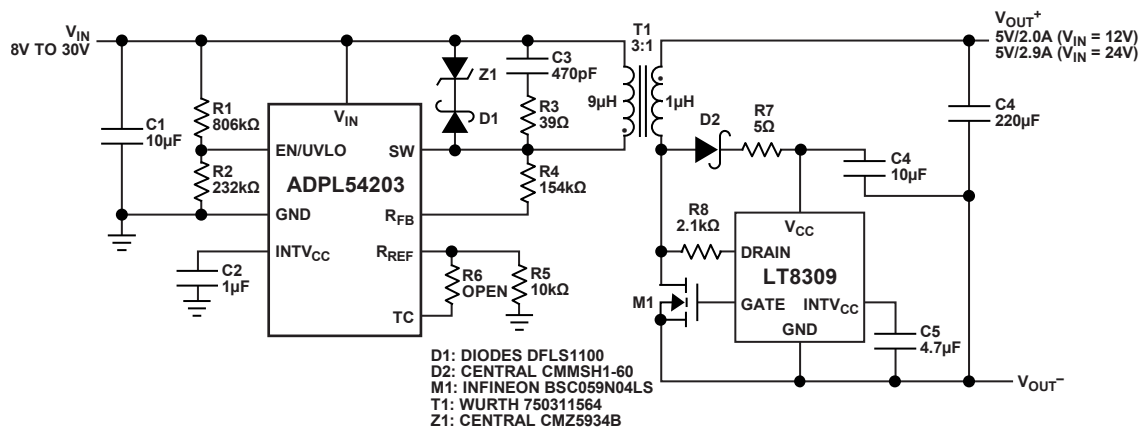 VIN
8V TO 30V
C1
10µF
R1
806kΩ
R2
232kΩ
C2
1µF
VIN
EN/UVLO
SW
ADPL54203
GND
RFB
INTVCC
RREF
TC
Z1
D1
C3
470pF
R3
39Ω
R4
154kΩ
R6
OPEN
R5
10kΩ
T1
3:1
9µH
1µH
D2
R7
5Ω
VOUT+
5V/2.0A (VIN = 12V)
5V/2.9A (VIN = 24V)
C4
220µF
C4
10µF
R8
2.1kΩ
VCC
DRAIN
LT8309
M1
GATE
INTVCC
GND
C5
4.7µF
VOUT–
D1: DIODES DFLS1100
D2: CENTRAL CMMSH1-60
M1: INFINEON BSC059N04LS
T1: WURTH 750311564
Z1: CENTRAL CMZ5934B